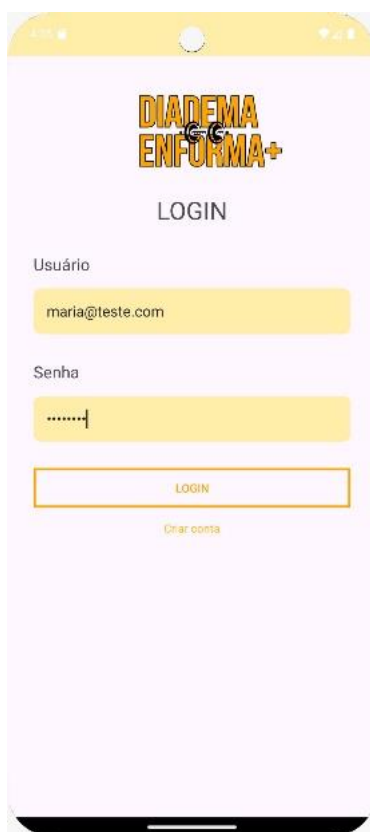 DIADEMA
ENFORMA+
LOGIN
Usuário
maria@teste.com
Senha
••••••••
LOGIN
Criar conta